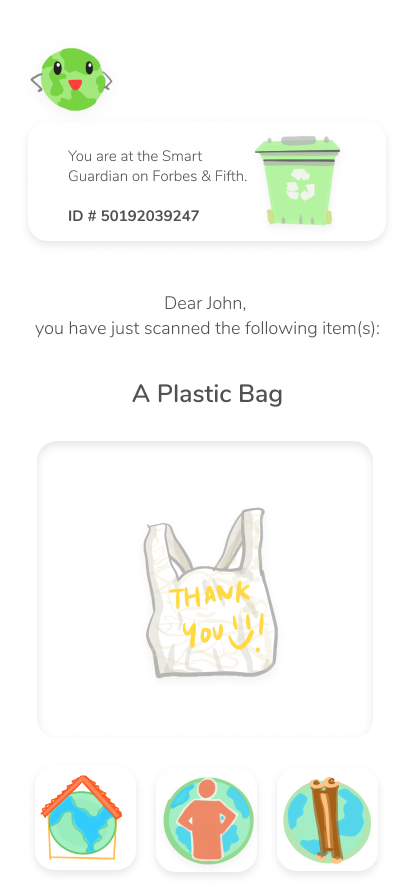 You are at the Smart
Guardian on Forbes & Fifth.
ID # 50192039247
Dear John,
you have just scanned the following item(s):
A Plastic Bag
THANK
YOU!!!